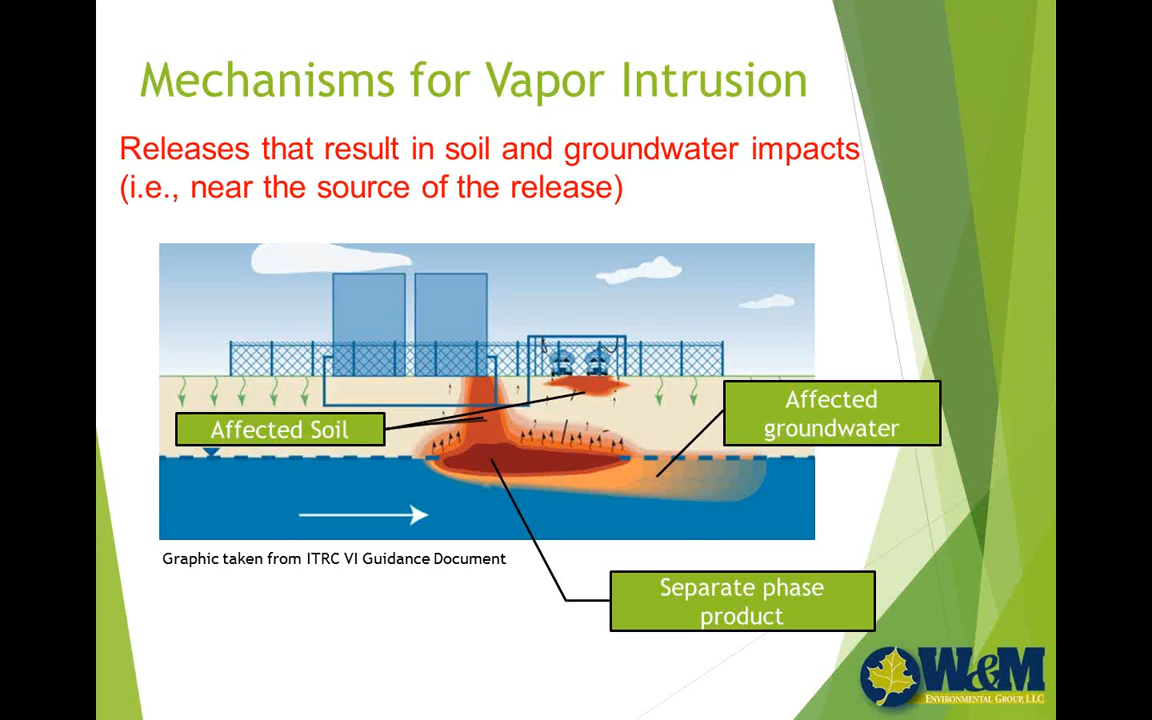 Mechanisms for Vapor Intrusion
Releases that result in soil and groundwater impacts
(i.e., near the source of the release)
Affected
groundwater
Affected Soil
Graphic taken from ITRC VI Guidance Document
Separate phase
product
W&M
ENVIRONMENTAL GROUP, LLC